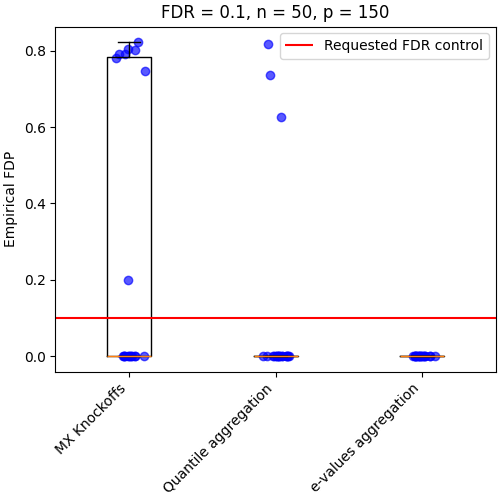 FDR = 0.1, n = 50, p = 150
Requested FDR control
Empirical FDP
0.8
0.6
0.4
0.2
0.0
MX Knockoffs
Quantile aggregation
e-values aggregation